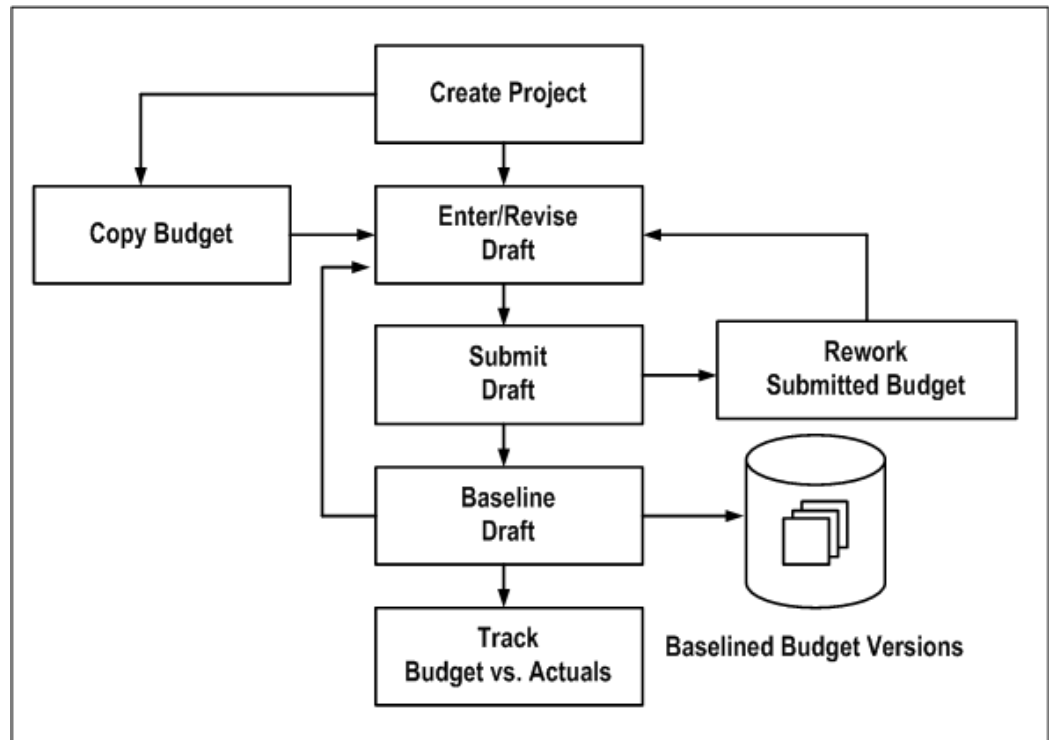 Create Project
Copy Budget
Enter/Revise
Draft
Submit
Draft
Rework
Submitted Budget
Baseline
Draft
Baselined Budget Versions
Track
Budget vs. Actuals